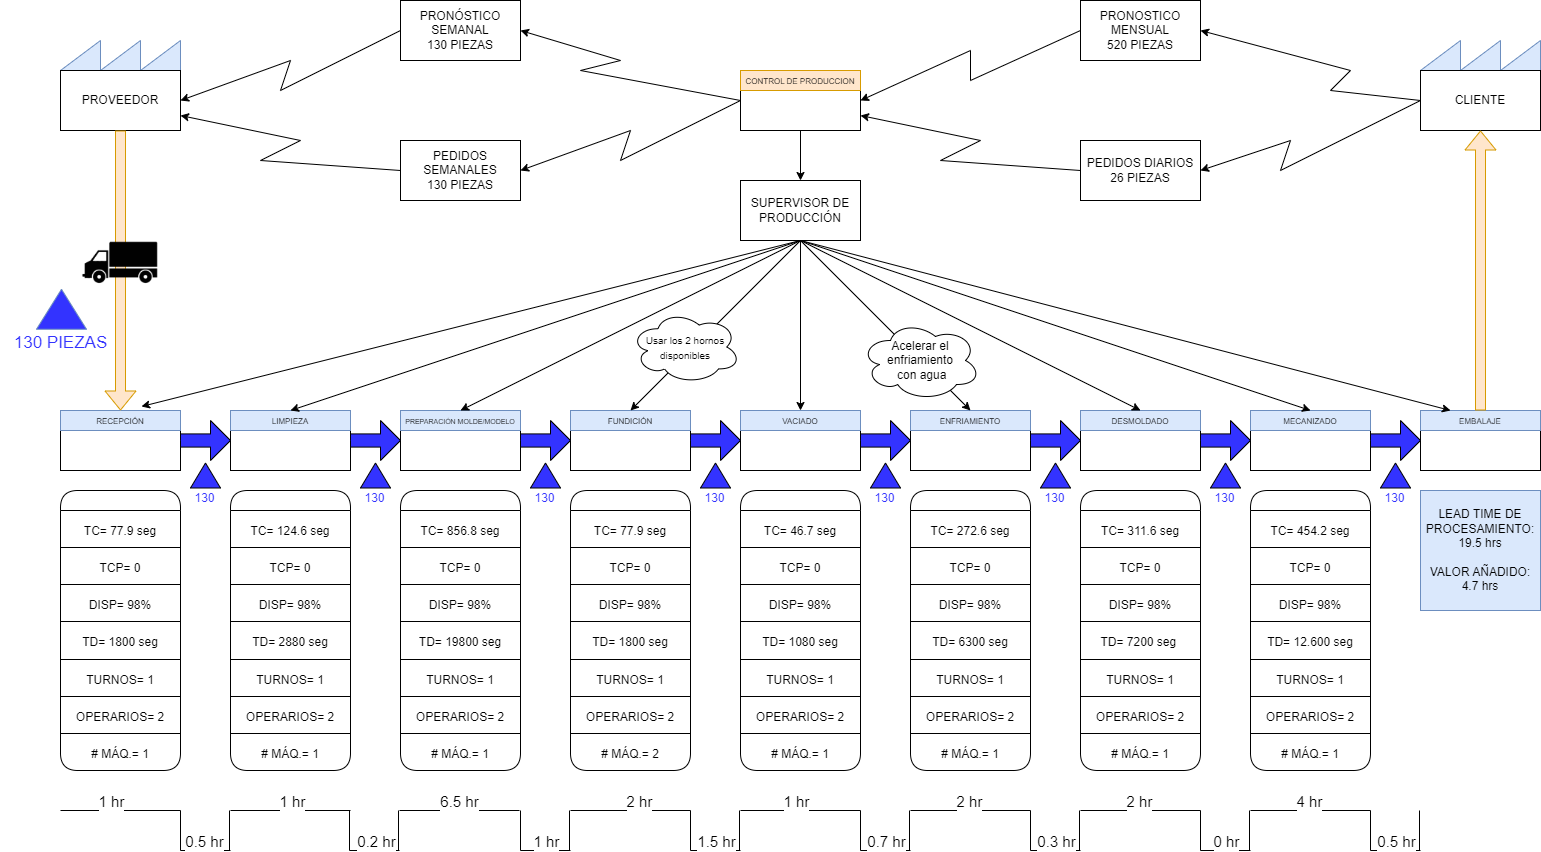 PRONÓSTICO
SEMANAL
130 PIEZAS
PRONOSTICO
MENSUAL
520 PIEZAS
PROVEEDOR
CONTROL DE PRODUCCION
CLIENTE
PEDIDOS
SEMANALES
130 PIEZAS
PEDIDOS DIARIOS
26 PIEZAS
SUPERVISOR DE
PRODUCCIÓN
130 PIEZAS
Usar los 2 hornos
disponibles
Acelerar el
enfriamiento
con agua
RECEPCIÓN
LIMPIEZA
PREPARACIÓN MOLDE/MODELO
FUNDICIÓN
VACIADO
ENFRIAMIENTO
DESMOLDADO
MECANIZADO
EMBALAJE
130
130
130
130
130
130
130
130
TC= 77.9 seg
TCP= 0
DISP= 98%
TD= 1800 seg
TURNOS= 1
OPERARIOS= 2
# MÁQ.= 1
TC= 124.6 seg
TCP= 0
DISP= 98%
TD= 2880 seg
TURNOS= 1
OPERARIOS= 2
# MÁQ.= 1
TC= 856.8 seg
TCP= 0
DISP= 98%
TD= 19800 seg
TURNOS= 1
OPERARIOS= 2
# MÁQ.= 1
TC= 77.9 seg
TCP= 0
DISP= 98%
TD= 1800 seg
TURNOS= 1
OPERARIOS= 2
# MÁQ.= 2
TC= 46.7 seg
TCP= 0
DISP= 98%
TD= 1080 seg
TURNOS= 1
OPERARIOS= 2
# MÁQ.= 1
TC= 272.6 seg
TCP= 0
DISP= 98%
TD= 6300 seg
TURNOS= 1
OPERARIOS= 2
# MÁQ.= 1
TC= 311.6 seg
TCP= 0
DISP= 98%
TD= 7200 seg
TURNOS= 1
OPERARIOS= 2
# MÁQ.= 1
TC= 454.2 seg
TCP= 0
DISP= 98%
TD= 12.600 seg
TURNOS= 1
OPERARIOS= 2
# MÁQ.= 1
LEAD TIME DE
PROCESAMIENTO:
19.5 hrs
VALOR AÑADIDO:
4.7 hrs
1 hr
1 hr
6.5 hr
2 hr
1 hr
2 hr
2 hr
4 hr
0.5 hr
0.2 hr
1 hr
1.5 hr
0.7 hr
0.3 hr
0 hr
0.5 hr